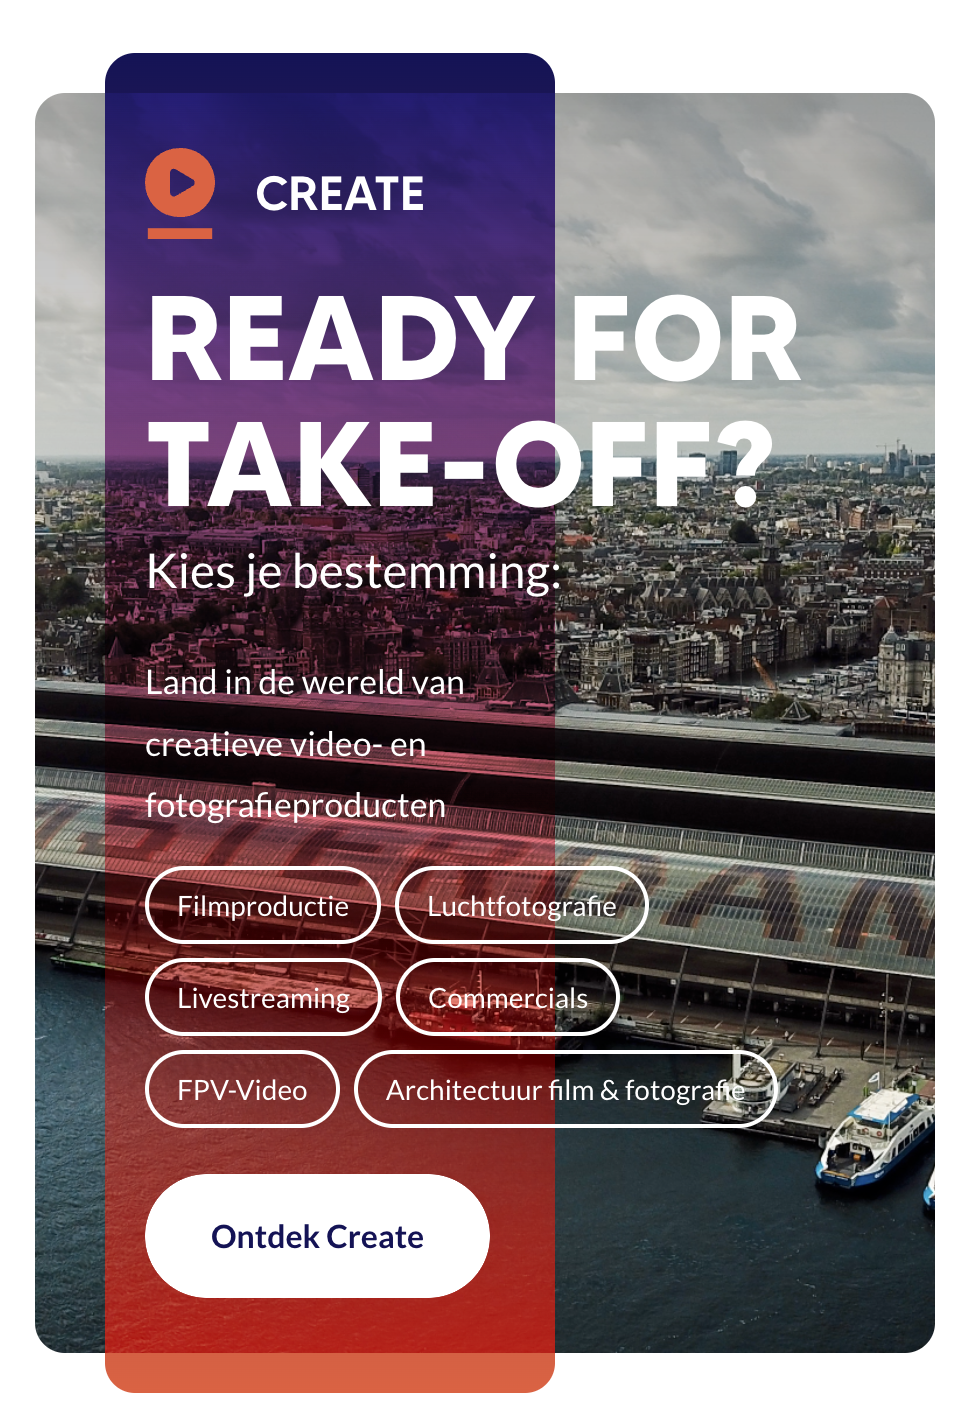 CREATE
READY FOR
TAKE-OFF?
Kies je bestemming:
Land in de wereld van
creatieve video- en
fotografieproducten
Filmproductie
Luchtfotografie
Livestreaming
Commercials
FPV-Video
Architectuur film & fotografie
Ontdek Create